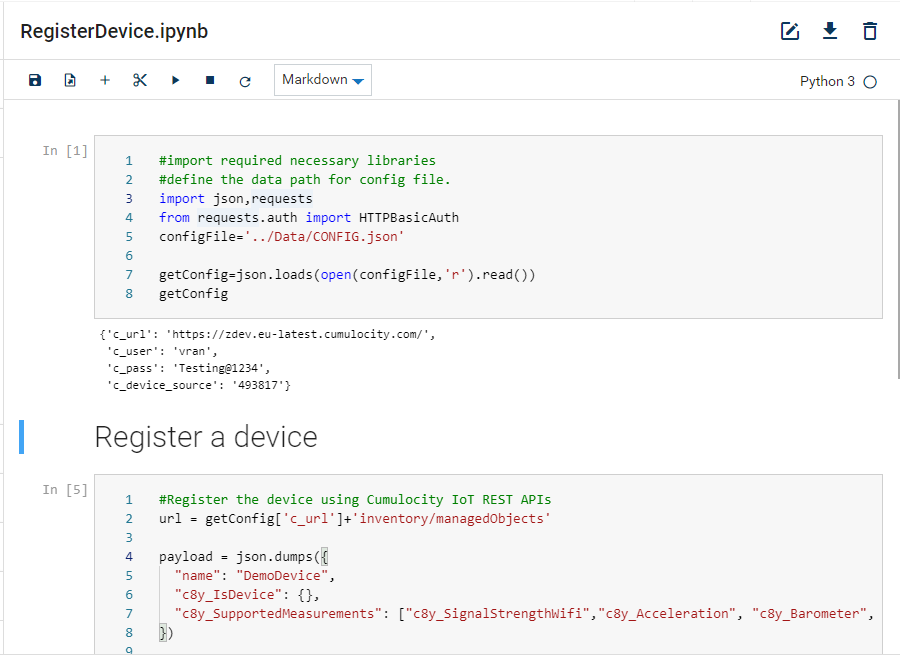 RegisterDevice.ipynb
Markdown
Python 3
In [1]
1 #import required necessary libraries
2 #define the data path for config file.
3 import json,requests
4 from requests.auth import HTTPBasicAuth
5 configFile='../Data/CONFIG.json'
6
7 getConfig=json.loads(open(configFile,'r').read())
8 getConfig
{'c_url': 'https://zdev.eu-latest.cumulocity.com/',
'c_user': 'vran',
'c_pass': 'Testing@1234',
'c_device_source': '493817'}
Register a device
In [5]
1 #Register the device using Cumulocity IoT REST APIs
2 url = getConfig['c_url']+'inventory/managedObjects'
3
4 payload = json.dumps({
5 "name": "DemoDevice",
6 "c8y_IsDevice": {},
7 "c8y_SupportedMeasurements": ["c8y_SignalStrengthWifi","c8y_Acceleration", "c8y_Barometer",
8 })
9